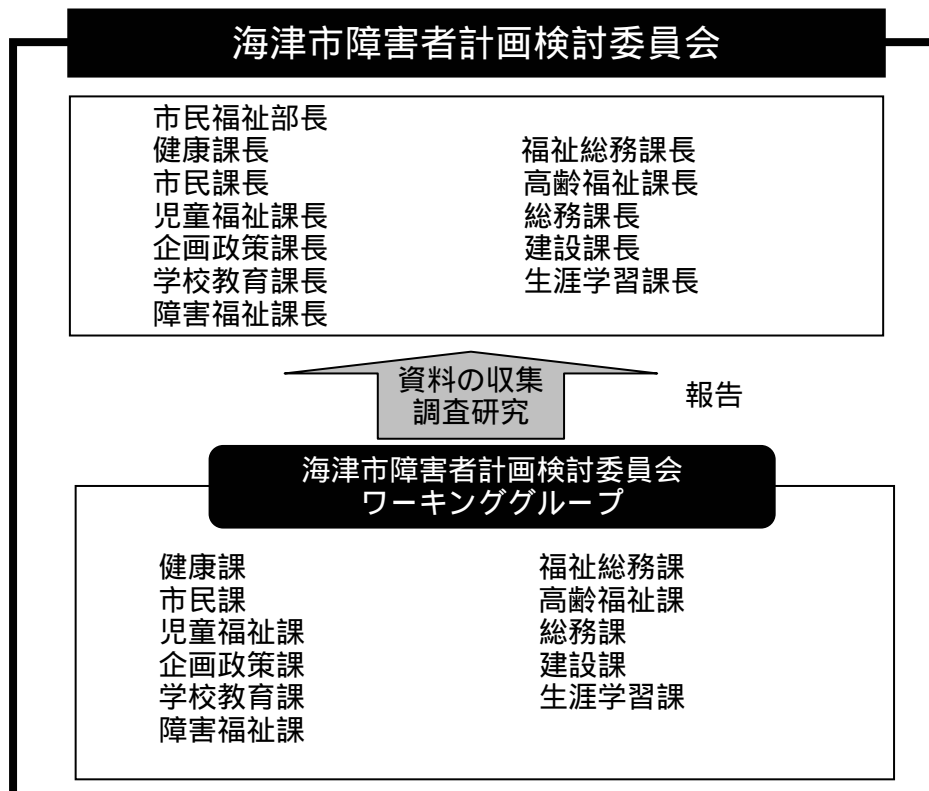 海津市障害者計画検討委員会
市民福祉部長
健康課長 福祉総務課長
市民課長 高齢福祉課長
児童福祉課長 総務課長
企画政策課長 建設課長
学校教育課長 生涯学習課長
障害福祉課長
資料の収集
調査研究
報告
海津市障害者計画検討委員会
ワーキンググループ
健康課 福祉総務課
市民課 高齢福祉課
児童福祉課 総務課
企画政策課 建設課
学校教育課 生涯学習課
障害福祉課